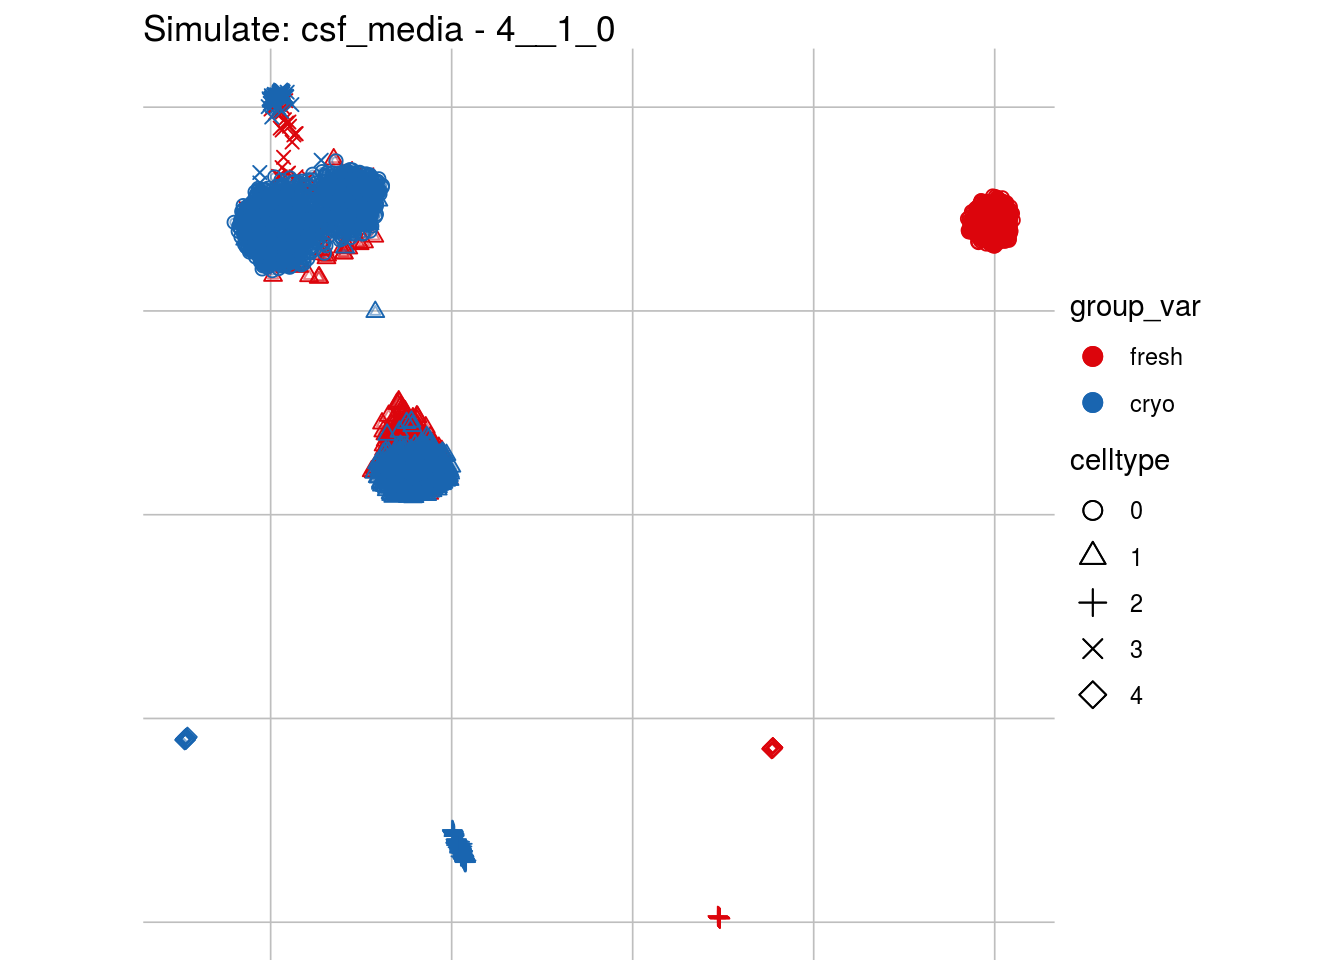 Simulate: csf_media - 4__1_0
group_var
fresh
cryo
celltype
0
1
2
3
4